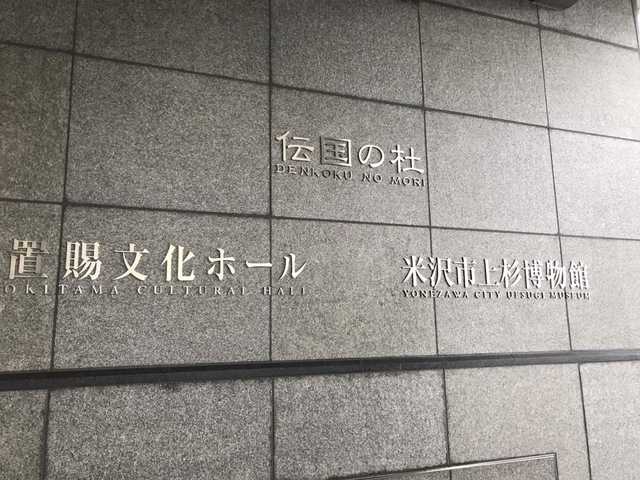 伝国の杜
DENKOKU NO MORI
置賜文化ホール
OKITAMA CULTURAL HALL
米沢市上杉博物館
YONEZAWA CITY UESUGI MUSEUM